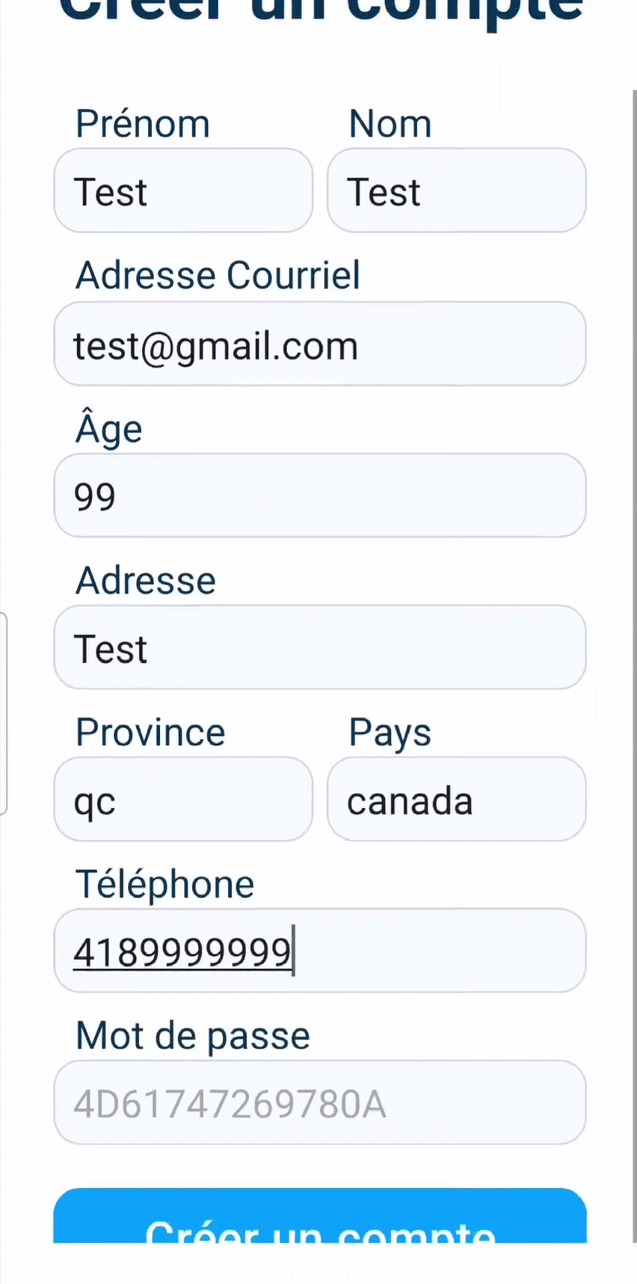 Créer un compte
Prénom Nom
Test Test
Adresse Courriel
test@gmail.com
Âge
99
Adresse
Test
Province Pays
qc canada
Téléphone
4189999999
Mot de passe
4D61747269780A
Créer un compte